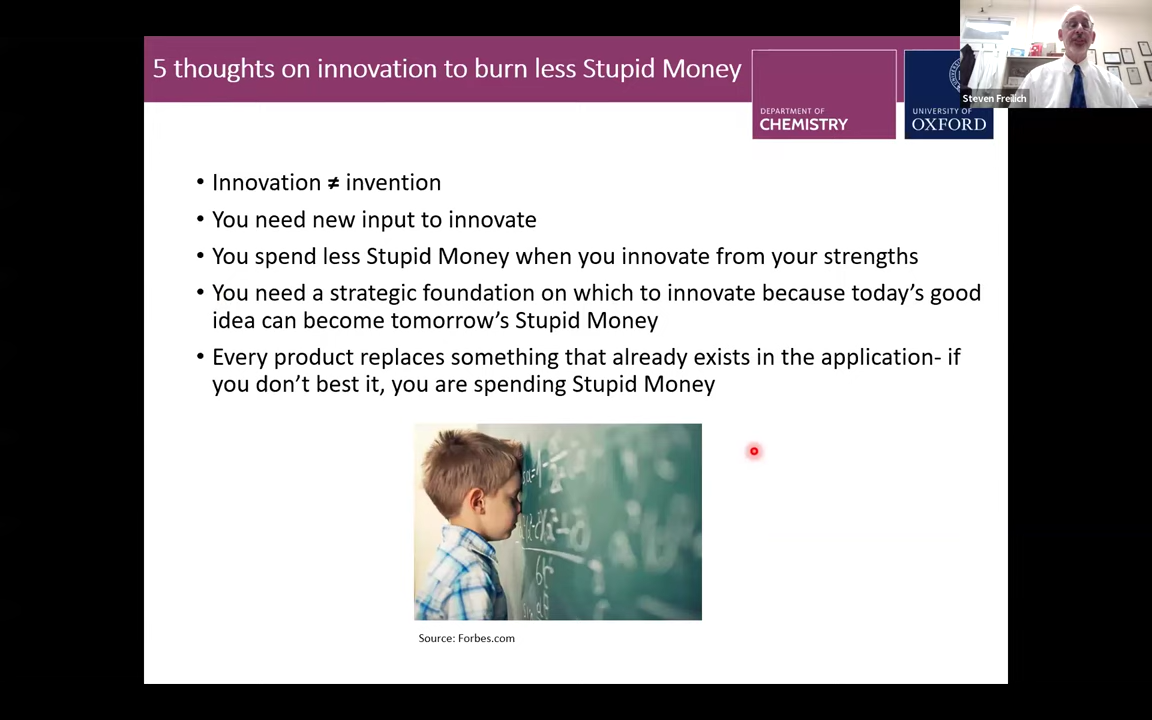 5 thoughts on innovation to burn less Stupid Money
DEPARTMENT OF
CHEMISTRY
UNIVERSITY OF
OXFORD
Steven Freilich
• Innovation ≠ invention
• You need new input to innovate
• You spend less Stupid Money when you innovate from your strengths
• You need a strategic foundation on which to innovate because today’s good
idea can become tomorrow’s Stupid Money
• Every product replaces something that already exists in the application- if
you don’t best it, you are spending Stupid Money
Source: Forbes.com